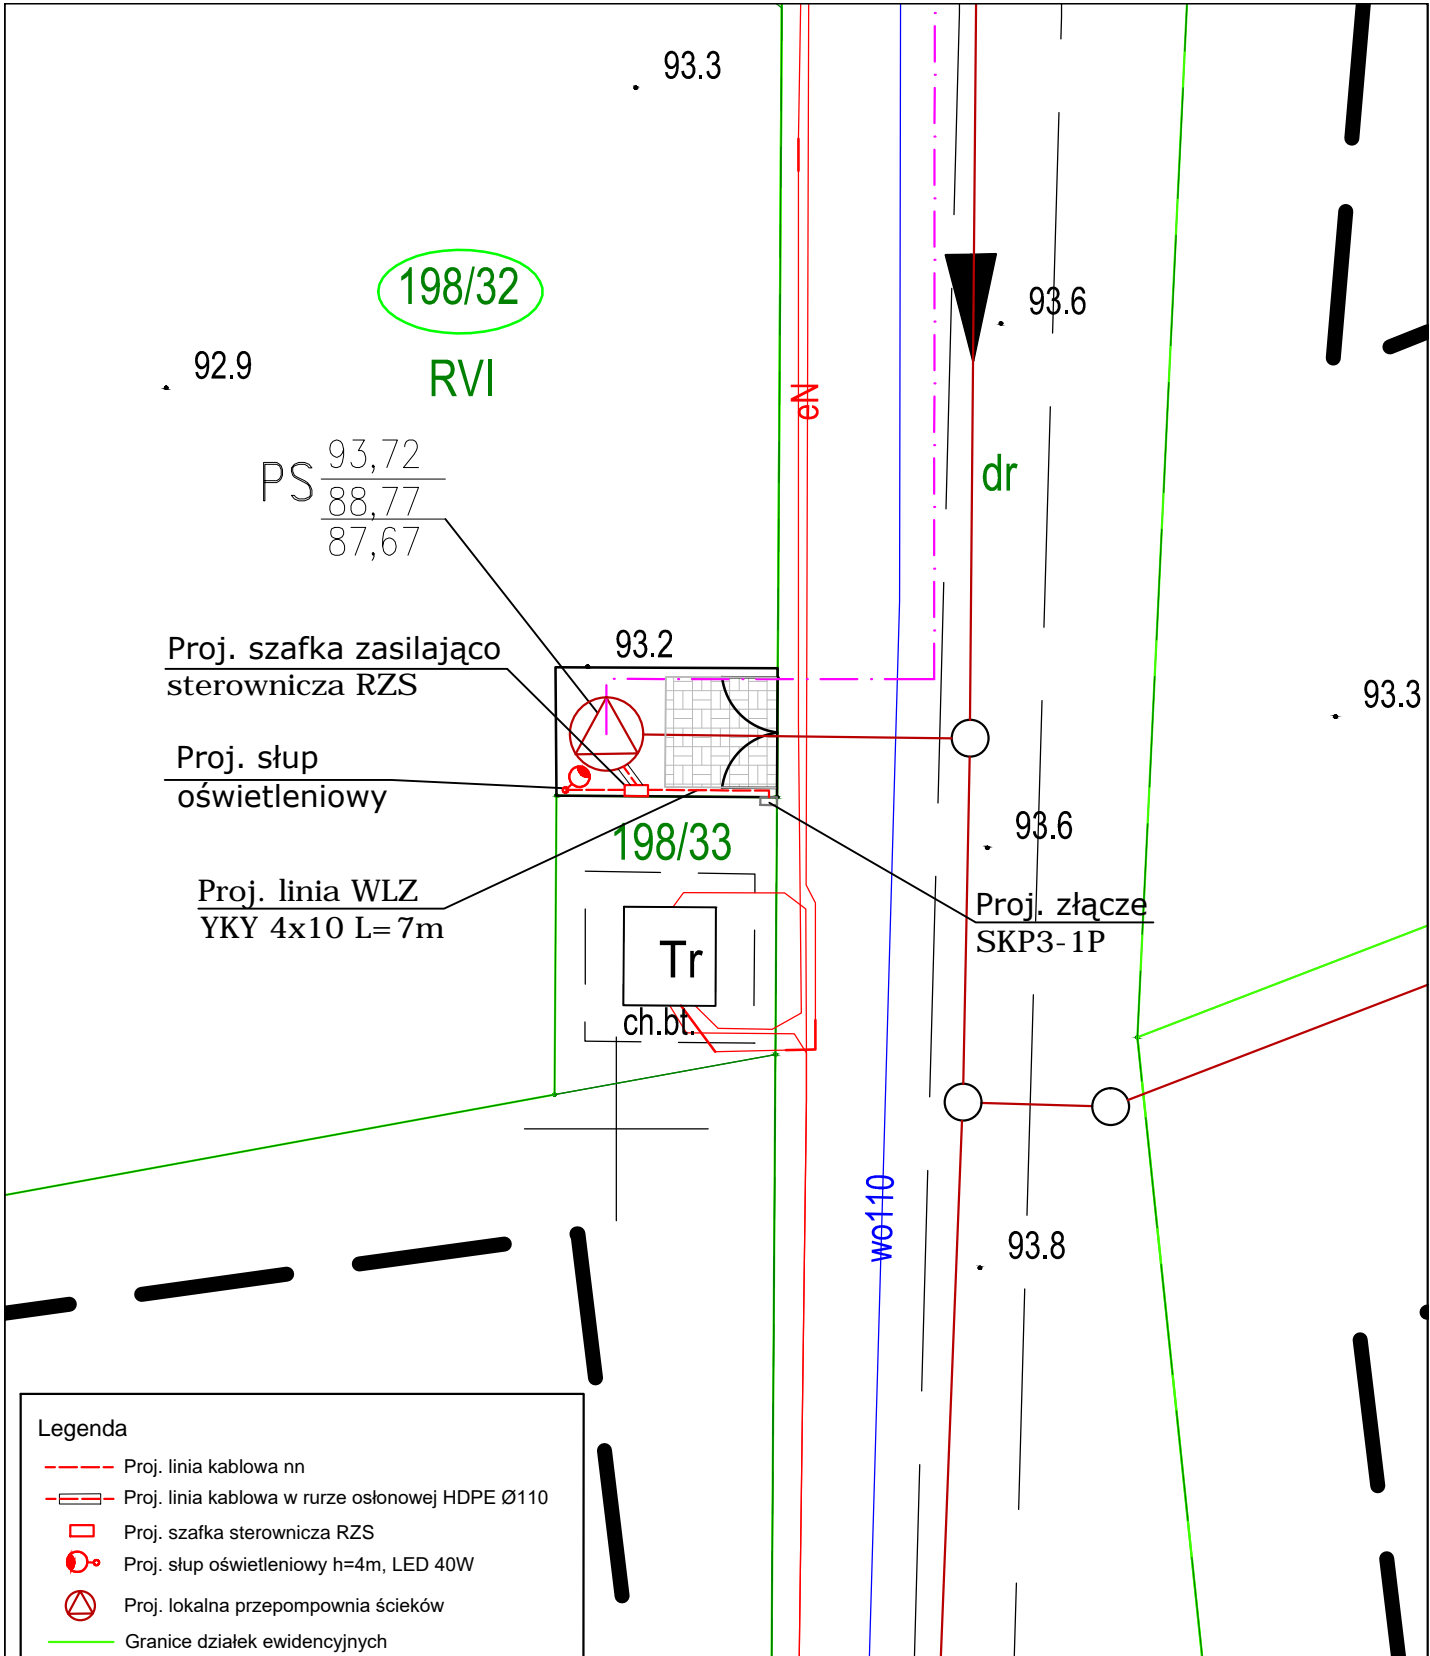 93.3
198/32
93.6
92.9
RVI
eN
PS 93,72
88,77
87,67
dr
Proj. szafka zasilająco
sterownicza RZS
93.2
93.3
Proj. słup
oświetleniowy
198/33
93.6
Proj. linia WLZ
YKY 4x10 L=7m
Proj. złącze
SKP3-1P
Tr
ch.bt.
wo110
93.8
Legenda
Proj. linia kablowa nn
Proj. linia kablowa w rurze osłonowej HDPE Ø110
Proj. szafka sterownicza RZS
Proj. słup oświetleniowy h=4m, LED 40W
Proj. lokalna przepompownia ścieków
Granice działek ewidencyjnych